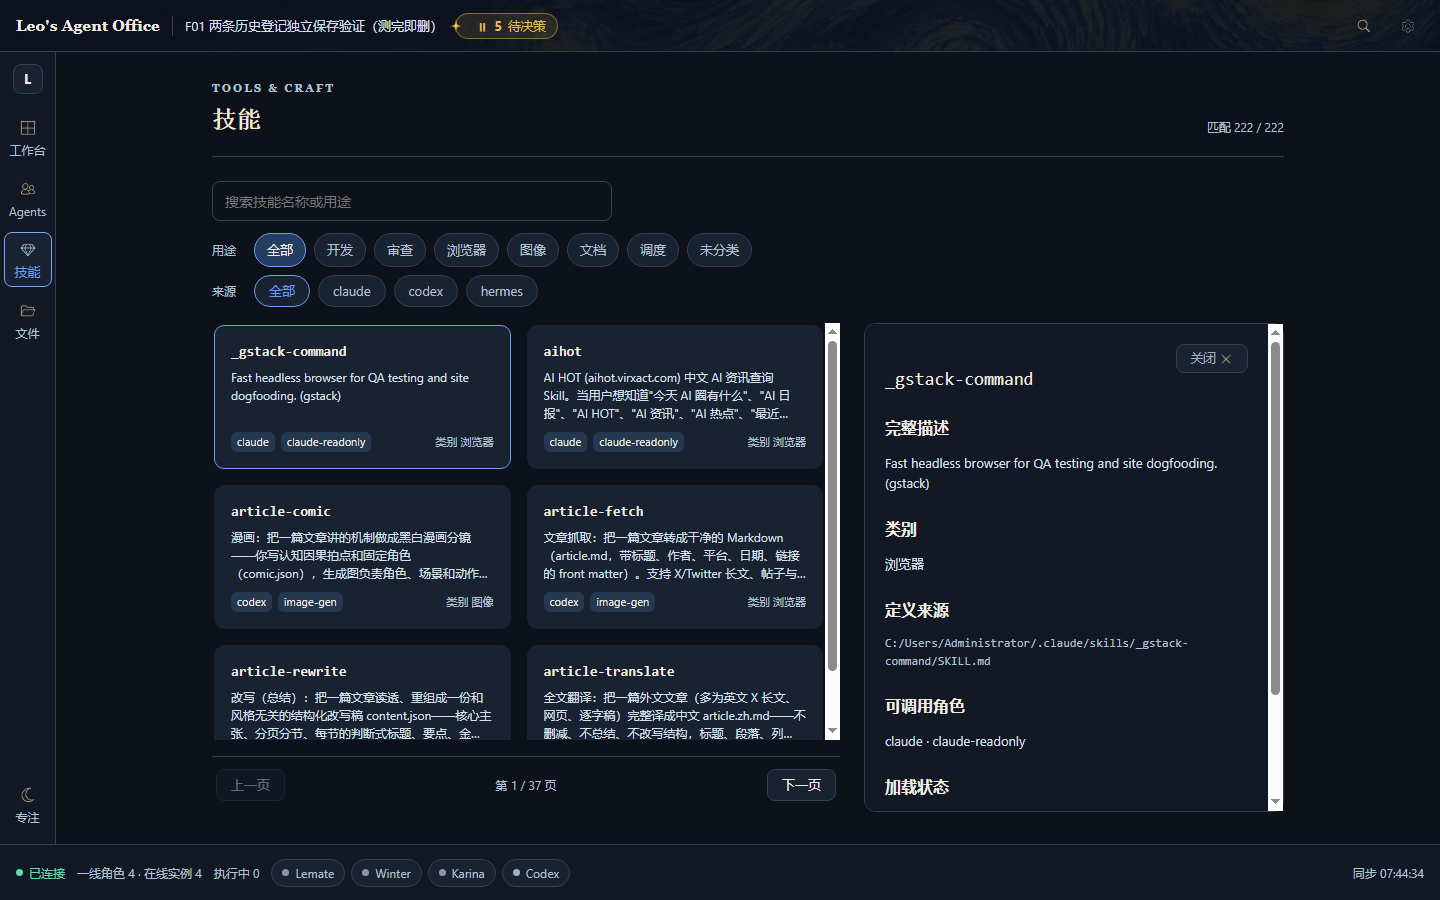 Leo's Agent Office
F01 两条历史登记独立保存验证（测完即删）
5 待决策
L
工作台
Agents
技能
文件
专注
TOOLS & CRAFT
技能
匹配 222 / 222
搜索技能名称或用途
用途 全部 开发 审查 浏览器 图像 文档 调度 未分类
来源 全部 claude codex hermes
_gstack-command
Fast headless browser for QA testing and site
dogfooding. (gstack)
claude claude-readonly 类别 浏览器
aihot
AI HOT (aihot.virxact.com) 中文 AI 资讯查询
Skill。当用户想知道"今天 AI 圈有什么"、"AI 日
报"、"AI HOT"、"AI 资讯"、"AI 热点"、"最近...
claude claude-readonly 类别 浏览器
article-comic
漫画：把一篇文章讲的机制做成黑白漫画分镜
——你写认知因果拍点和固定角色
（comic.json），生成图负责角色、场景和动作...
codex image-gen 类别 图像
article-fetch
文章抓取：把一篇文章转成干净的 Markdown
（article.md，带标题、作者、平台、日期、链接
的 front matter）。支持 X/Twitter 长文、帖子与...
codex image-gen 类别 浏览器
article-rewrite
改写（总结）：把一篇文章读透、重组成一份和
风格无关的结构化改写稿 content.json——核心主
张、分页分节、每节的判断式标题、要点、金...
article-translate
全文翻译：把一篇外文文章（多为英文 X 长文、
网页、逐字稿）完整译成中文 article.zh.md——不
删减、不总结、不改写结构，标题、段落、列...
上一页
第 1 / 37 页
下一页
关闭 ×
_gstack-command
完整描述
Fast headless browser for QA testing and site dogfooding.
(gstack)
类别
浏览器
定义来源
C:/Users/Administrator/.claude/skills/_gstack-
command/SKILL.md
可调用角色
claude · claude-readonly
加载状态
已连接 一线角色 4 · 在线实例 4 执行中 0 Lemate Winter Karina Codex
同步 07:44:34